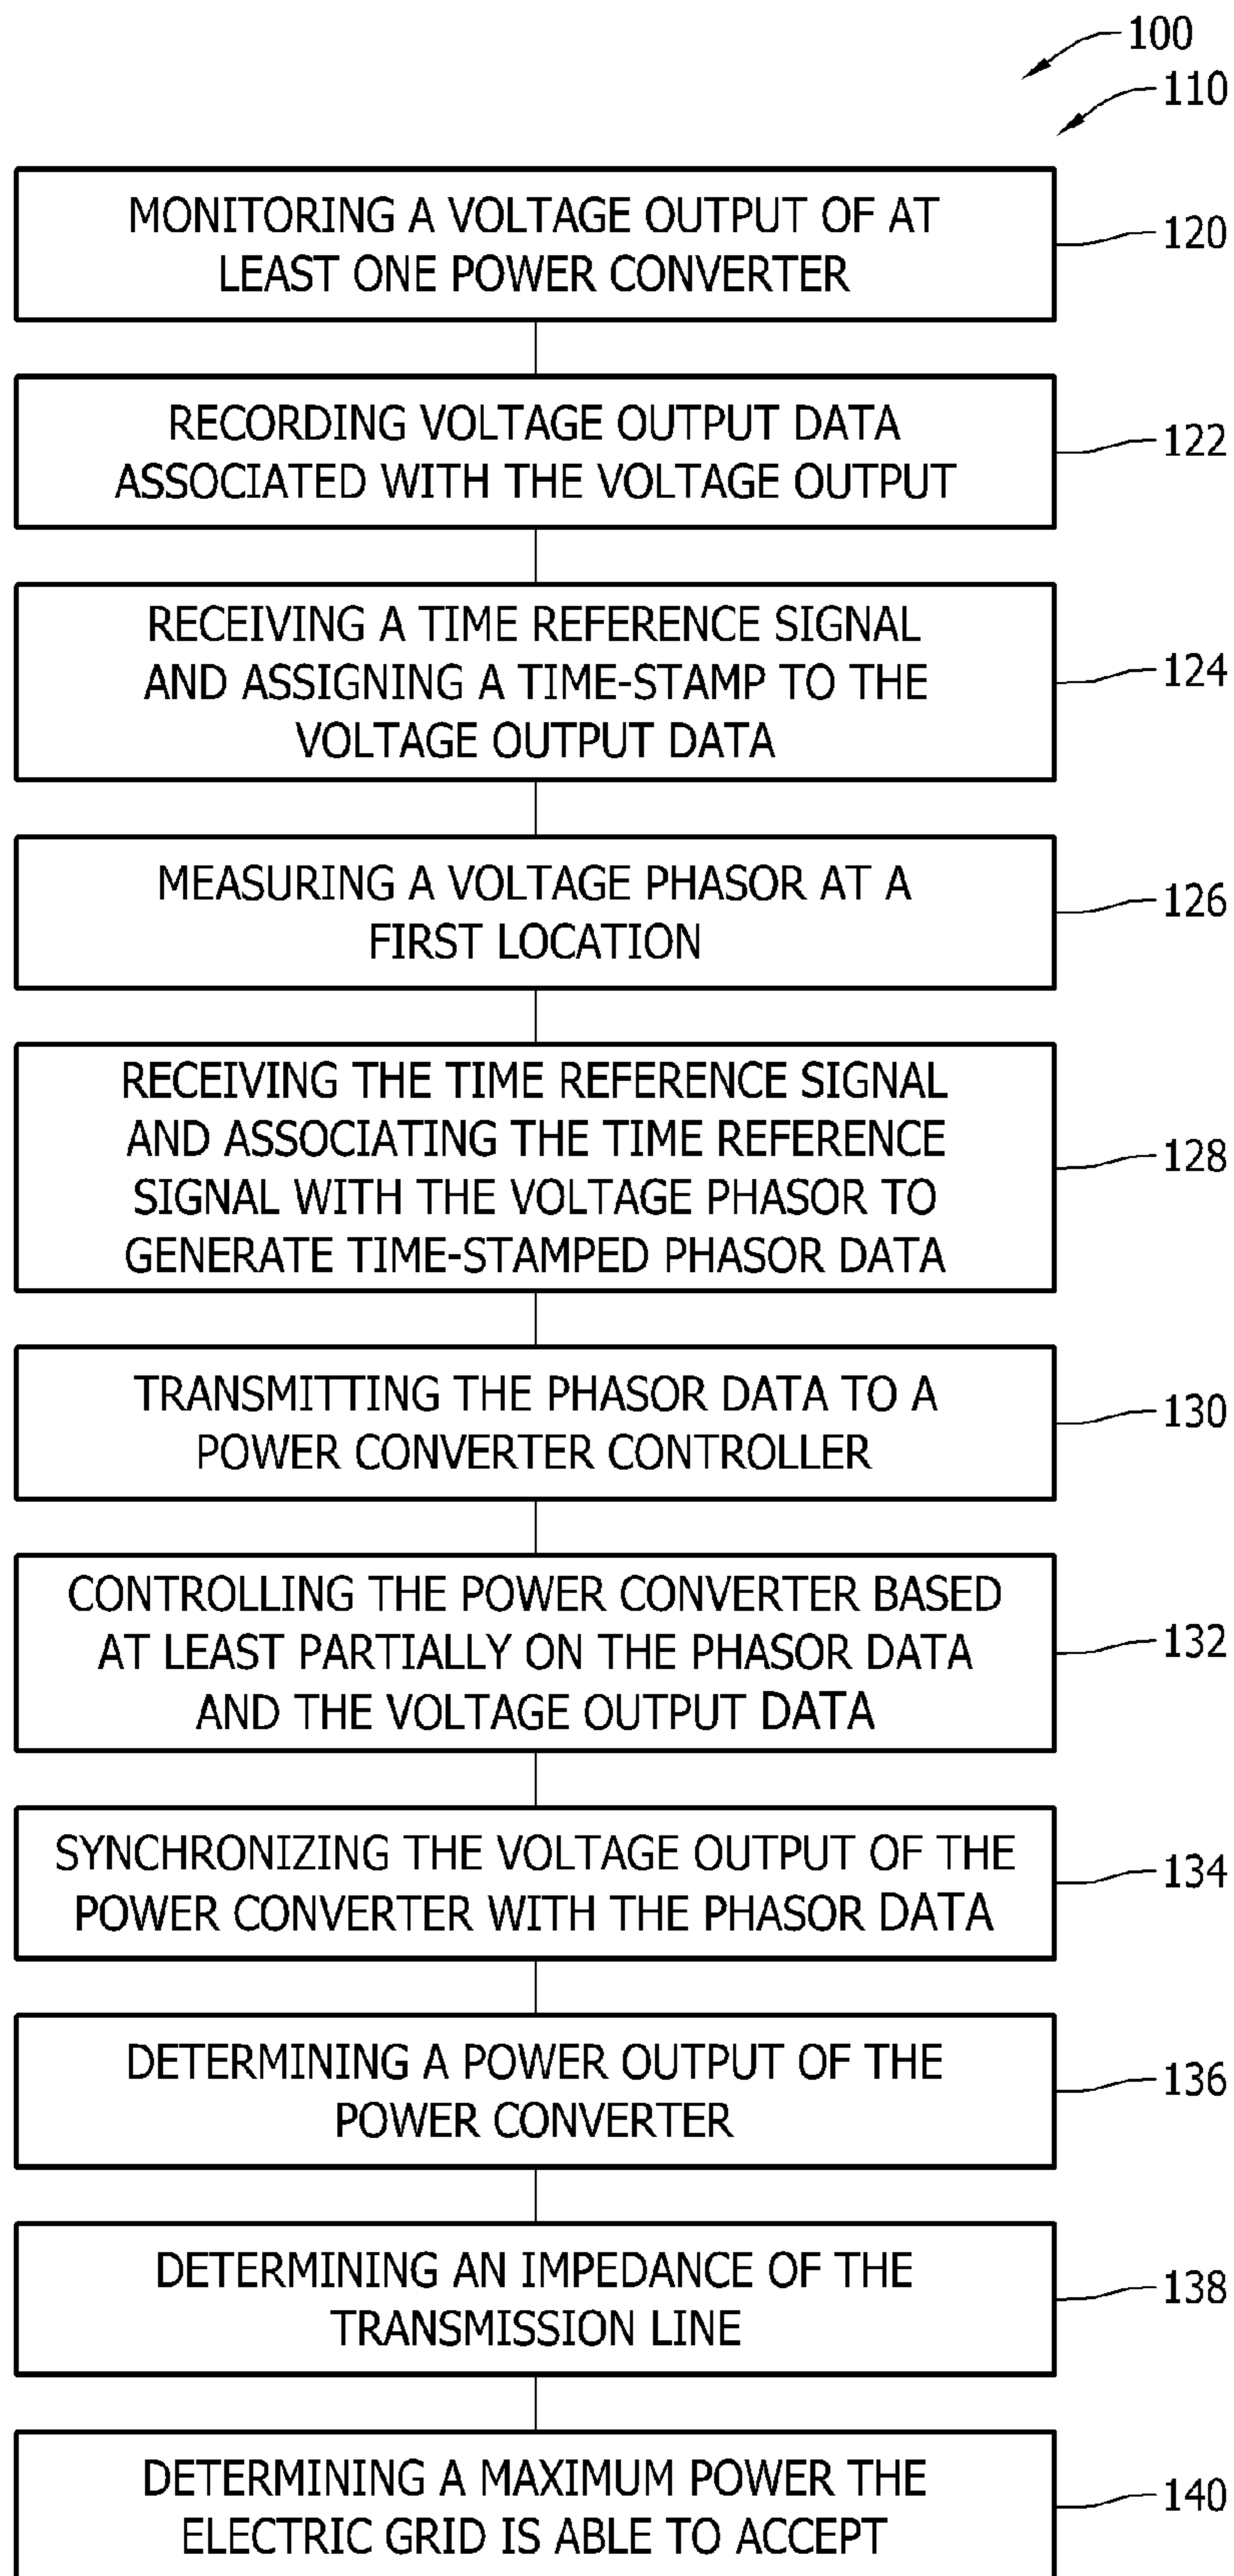 100
110
MONITORING A VOLTAGE OUTPUT OF AT
LEAST ONE POWER CONVERTER
120
RECORDING VOLTAGE OUTPUT DATA
ASSOCIATED WITH THE VOLTAGE OUTPUT
122
RECEIVING A TIME REFERENCE SIGNAL
AND ASSIGNING A TIME-STAMP TO THE
VOLTAGE OUTPUT DATA
124
MEASURING A VOLTAGE PHASOR AT A
FIRST LOCATION
126
RECEIVING THE TIME REFERENCE SIGNAL
AND ASSOCIATING THE TIME REFERENCE
SIGNAL WITH THE VOLTAGE PHASOR TO
GENERATE TIME-STAMPED PHASOR DATA
128
TRANSMITTING THE PHASOR DATA TO A
POWER CONVERTER CONTROLLER
130
CONTROLLING THE POWER CONVERTER BASED
AT LEAST PARTIALLY ON THE PHASOR DATA
AND THE VOLTAGE OUTPUT DATA
132
SYNCHRONIZING THE VOLTAGE OUTPUT OF THE
POWER CONVERTER WITH THE PHASOR DATA
134
DETERMINING A POWER OUTPUT OF THE
POWER CONVERTER
136
DETERMINING AN IMPEDANCE OF THE
TRANSMISSION LINE
138
DETERMINING A MAXIMUM POWER THE
ELECTRIC GRID IS ABLE TO ACCEPT
140